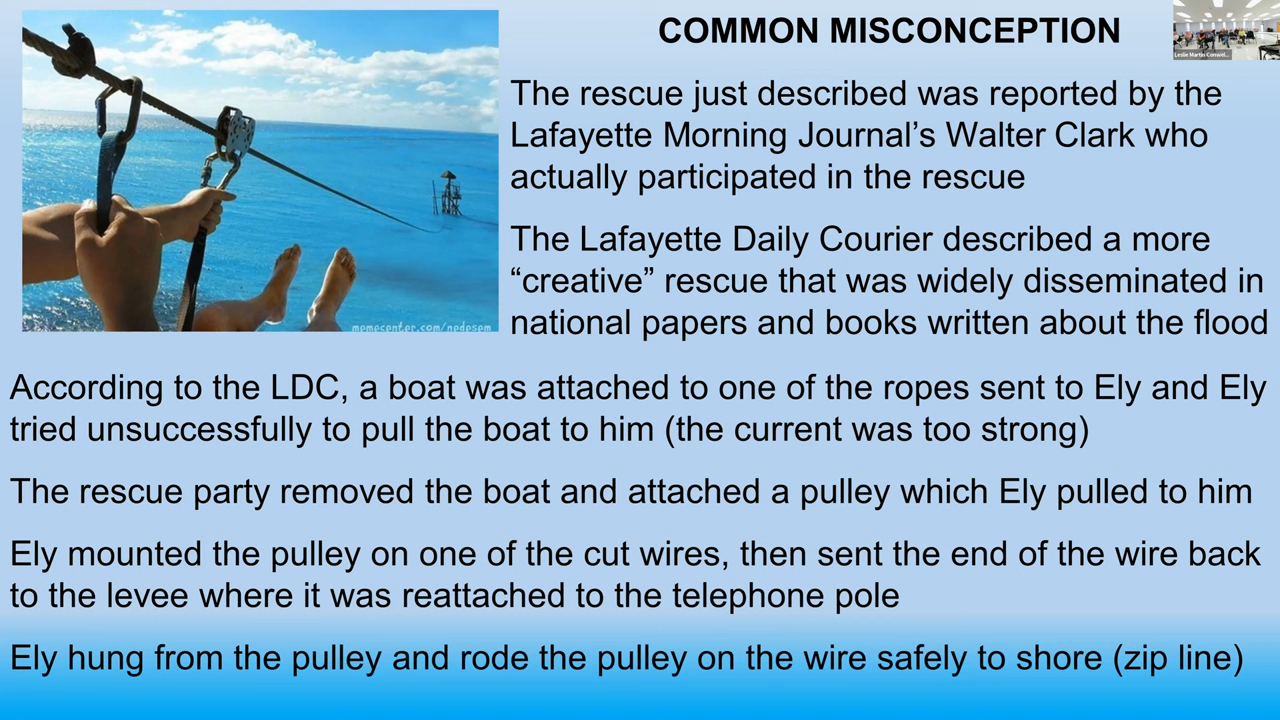 COMMON MISCONCEPTION
Leslie Martin Conwel...
The rescue just described was reported by the
Lafayette Morning Journal’s Walter Clark who
actually participated in the rescue
The Lafayette Daily Courier described a more
“creative” rescue that was widely disseminated in
national papers and books written about the flood
memecenter.com/nedesem
According to the LDC, a boat was attached to one of the ropes sent to Ely and Ely
tried unsuccessfully to pull the boat to him (the current was too strong)
The rescue party removed the boat and attached a pulley which Ely pulled to him
Ely mounted the pulley on one of the cut wires, then sent the end of the wire back
to the levee where it was reattached to the telephone pole
Ely hung from the pulley and rode the pulley on the wire safely to shore (zip line)